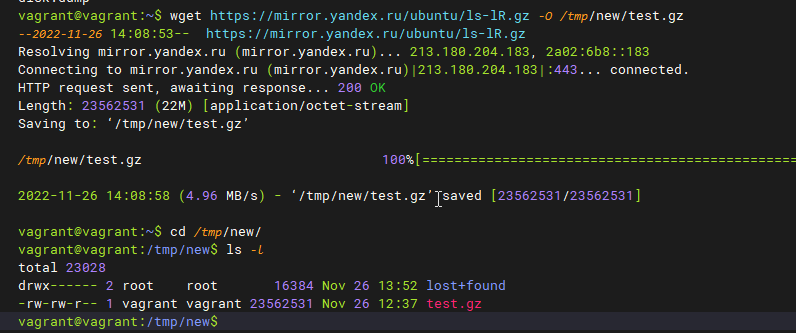 vagrant@vagrant:~$ wget https://mirror.yandex.ru/ubuntu/ls-lR.gz -O /tmp/new/test.gz
--2022-11-26 14:08:53--  https://mirror.yandex.ru/ubuntu/ls-lR.gz
Resolving mirror.yandex.ru (mirror.yandex.ru)... 213.180.204.183, 2a02:6b8::183
Connecting to mirror.yandex.ru (mirror.yandex.ru)|213.180.204.183|:443... connected.
HTTP request sent, awaiting response... 200 OK
Length: 23562531 (22M) [application/octet-stream]
Saving to: ‘/tmp/new/test.gz’
/tmp/new/test.gz                              100%[===============================================
2022-11-26 14:08:58 (4.96 MB/s) - ‘/tmp/new/test.gz’ saved [23562531/23562531]
vagrant@vagrant:~$ cd /tmp/new/
vagrant@vagrant:/tmp/new$ ls -l
total 23028
drwx------ 2 root    root       16384 Nov 26 13:52 lost+found
-rw-rw-r-- 1 vagrant vagrant 23562531 Nov 26 12:37 test.gz
vagrant@vagrant:/tmp/new$